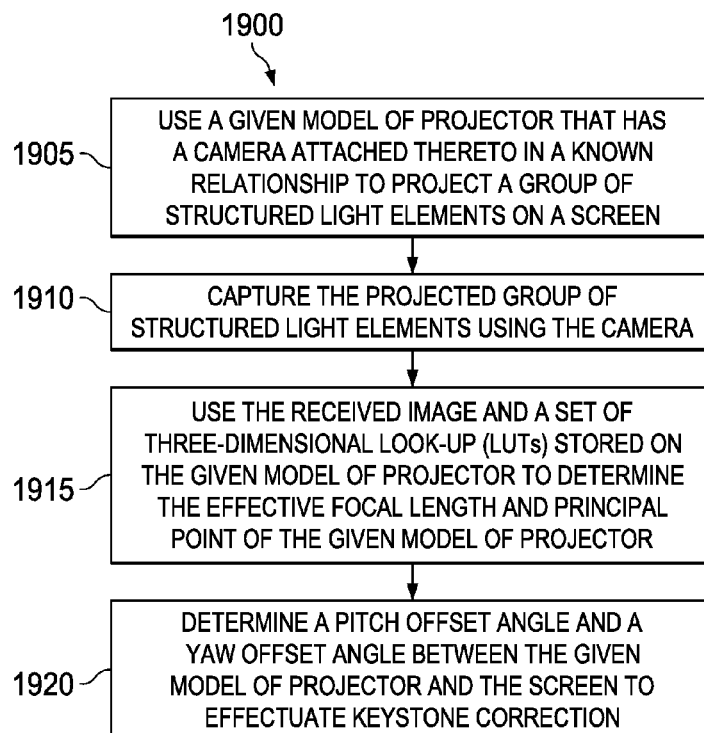 1900
1905
USE A GIVEN MODEL OF PROJECTOR THAT HAS
A CAMERA ATTACHED THERETO IN A KNOWN
RELATIONSHIP TO PROJECT A GROUP OF
STRUCTURED LIGHT ELEMENTS ON A SCREEN
1910
CAPTURE THE PROJECTED GROUP OF
STRUCTURED LIGHT ELEMENTS USING THE CAMERA
1915
USE THE RECEIVED IMAGE AND A SET OF
THREE-DIMENSIONAL LOOK-UP (LUTs) STORED ON
THE GIVEN MODEL OF PROJECTOR TO DETERMINE
THE EFFECTIVE FOCAL LENGTH AND PRINCIPAL
POINT OF THE GIVEN MODEL OF PROJECTOR
1920
DETERMINE A PITCH OFFSET ANGLE AND A
YAW OFFSET ANGLE BETWEEN THE GIVEN
MODEL OF PROJECTOR AND THE SCREEN TO
EFFECTUATE KEYSTONE CORRECTION